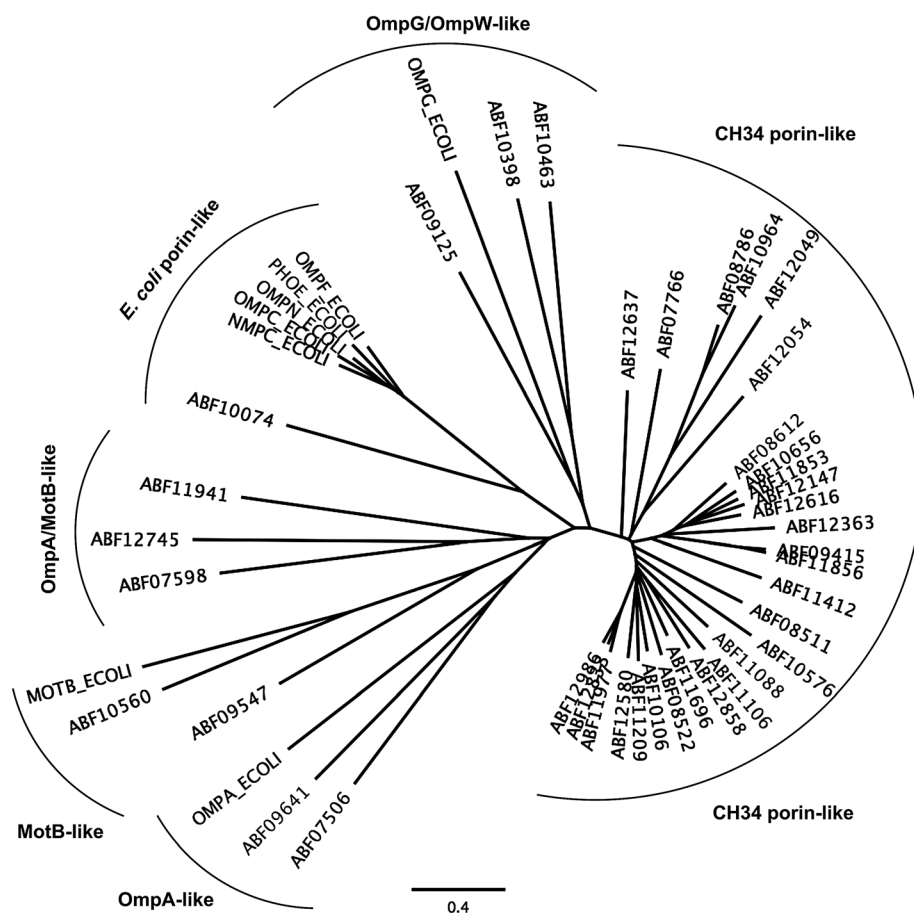 OmpG/OmpW-like
CH34 porin-like
E. coli porin-like
OmpA/MotB-like
MotB-like
OmpA-like
CH34 porin-like
OMPG_ECOLI
ABF10398
ABF10463
ABF09125
OMPF_ECOLI
PHOE_ECOLI
OMPN_ECOLI
OMPC_ECOLI
NMPC_ECOLI
ABF10074
ABF11941
ABF12745
ABF07598
MOTB_ECOLI
ABF10560
ABF09547
OMPA_ECOLI
ABF09641
ABF07506
ABF12637
ABF07766
ABF08786
ABF10964
ABF12049
ABF12054
ABF08612
ABF10656
ABF11853
ABF12147
ABF12616
ABF12363
ABF09415
ABF11856
ABF11412
ABF08511
ABF10576
ABF11088
ABF11106
ABF12858
ABF11696
ABF08522
ABF10106
ABF11209
ABF12580
ABF12986
0.4